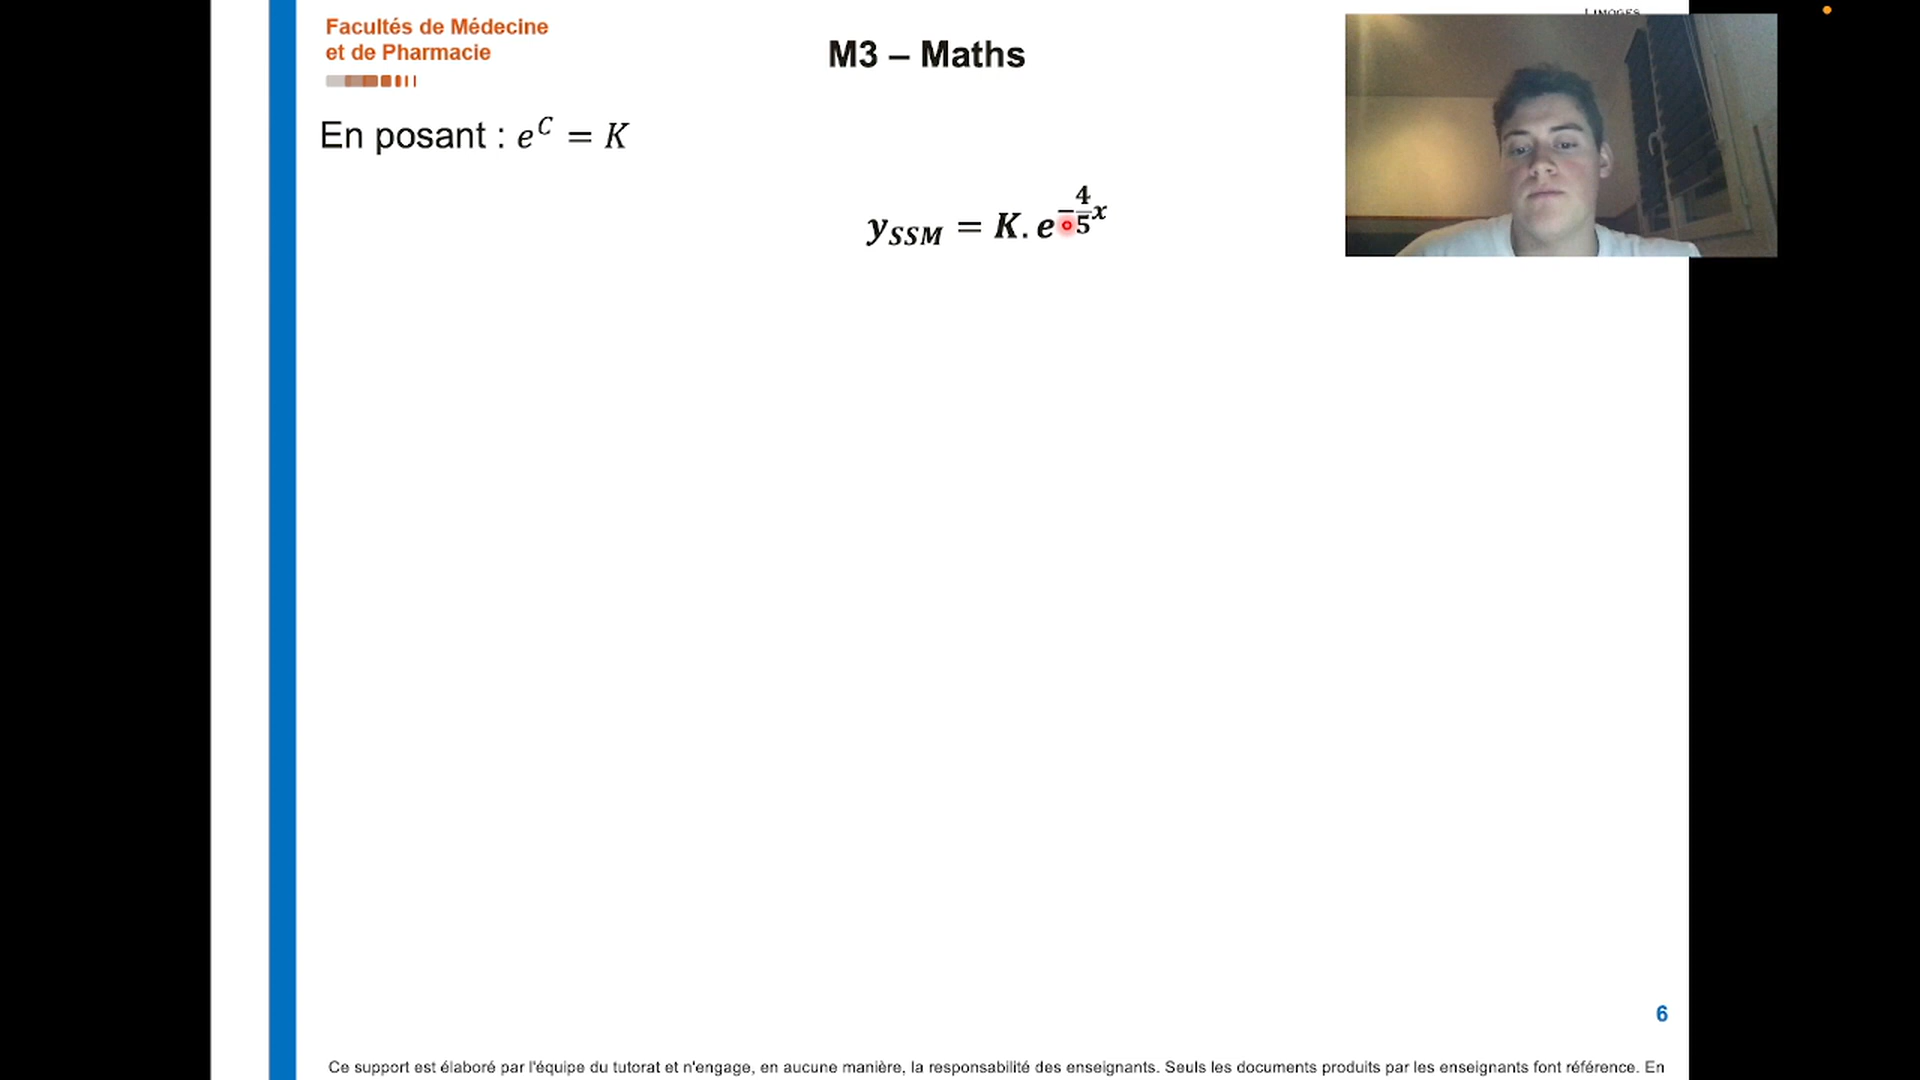 LIMOGES
Facultés de Médecine
et de Pharmacie
M3 – Maths
En posant : e^C = K
y_SSM = K. e^{-\frac{4}{5}x}
6
Ce support est élaboré par l'équipe du tutorat et n'engage, en aucune manière, la responsabilité des enseignants. Seuls les documents produits par les enseignants font référence. En